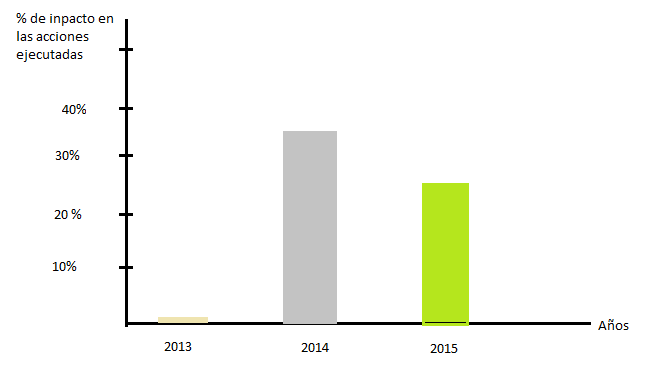 % de inpacto en
las acciones
ejecutadas
40%
30%
20 %
10%
Años
2013
2014
2015